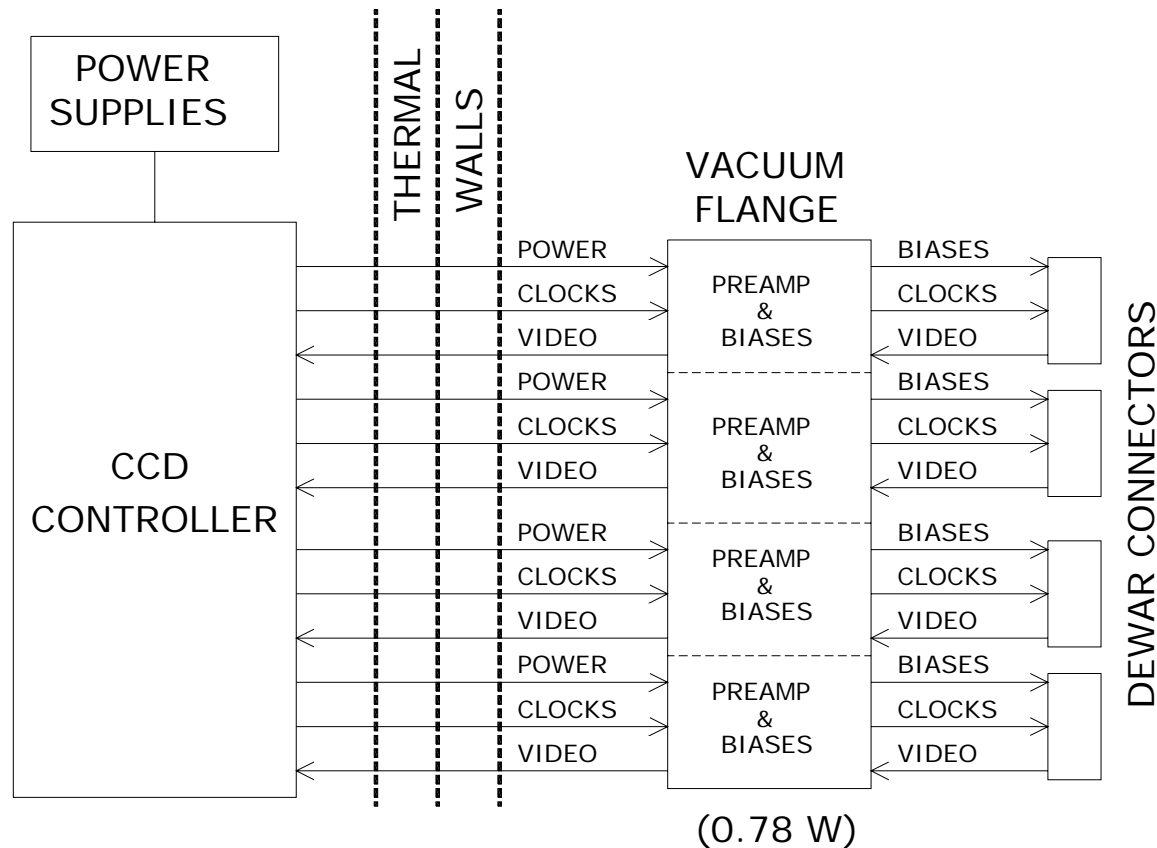 POWER
SUPPLIES
THERMAL
WALLS
VACUUM
FLANGE
CCD
CONTROLLER
POWER
CLOCKS
VIDEO
POWER
CLOCKS
VIDEO
POWER
CLOCKS
VIDEO
POWER
CLOCKS
VIDEO
PREAMP
&
BIASES
PREAMP
&
BIASES
PREAMP
&
BIASES
PREAMP
&
BIASES
(0.78 W)
BIASES
CLOCKS
VIDEO
BIASES
CLOCKS
VIDEO
BIASES
CLOCKS
VIDEO
BIASES
CLOCKS
VIDEO
DEWAR CONNECTORS